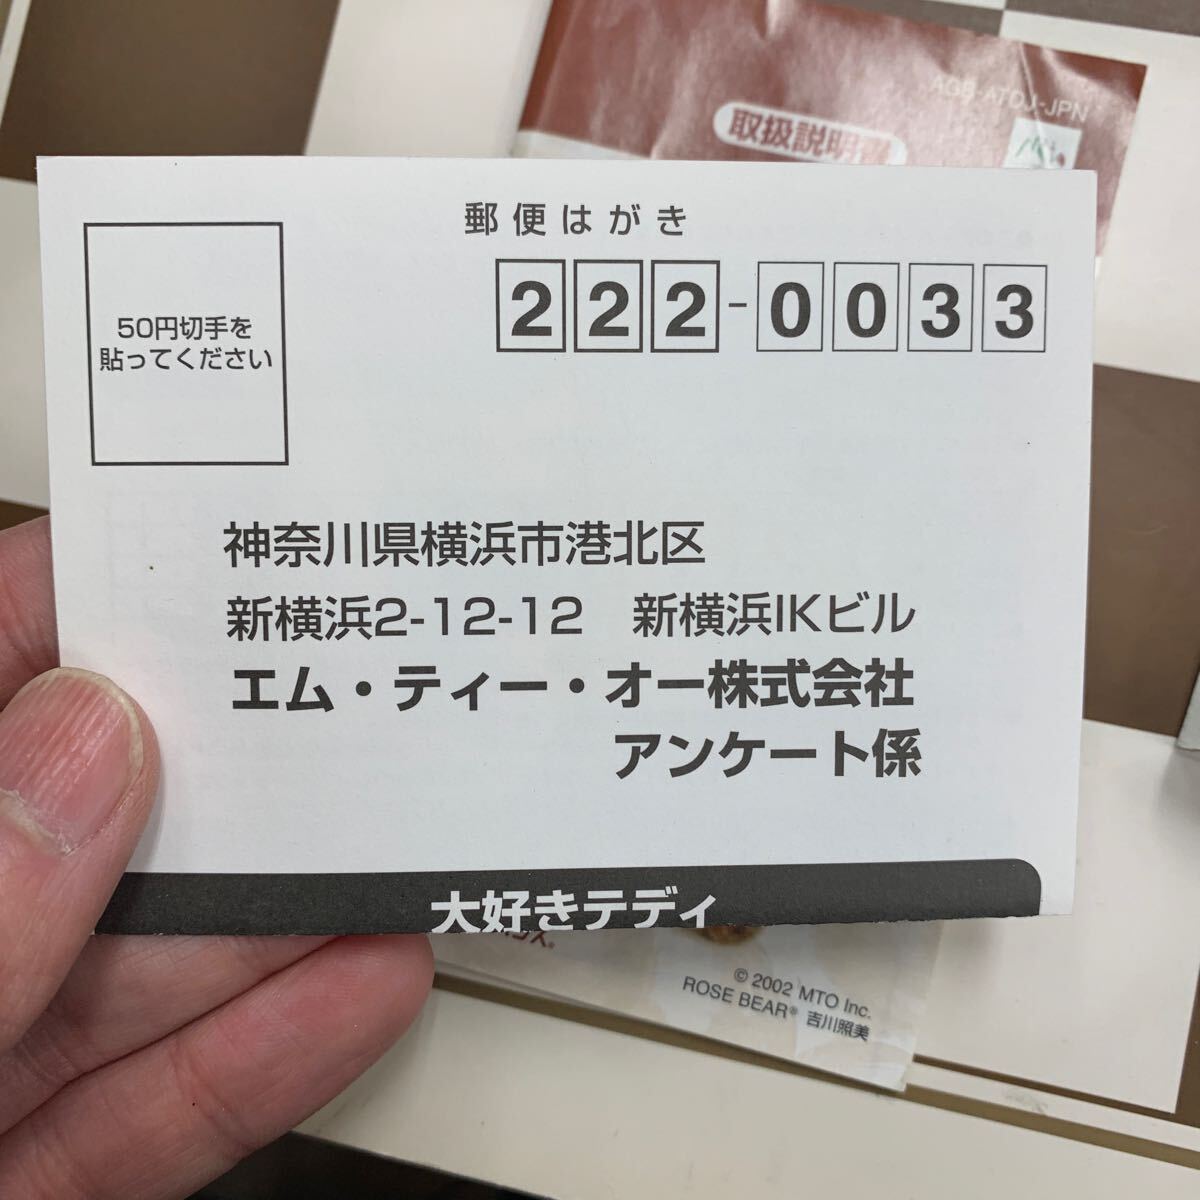 AGB-ATDJ-JPN
取扱説明書
郵便はがき
222-0033
50円切手を
貼ってください
神奈川県横浜市港北区
新横浜2-12-12 新横浜IKビル
エム・ティー・オー株式会社
アンケート係
大好きテディ
© 2002 MTO Inc.
ROSE BEAR® 吉川照美